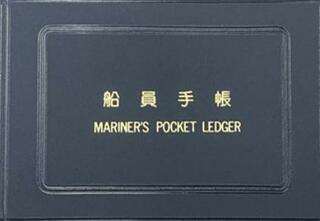 船員手帳
MARINER'S POCKET LEDGER